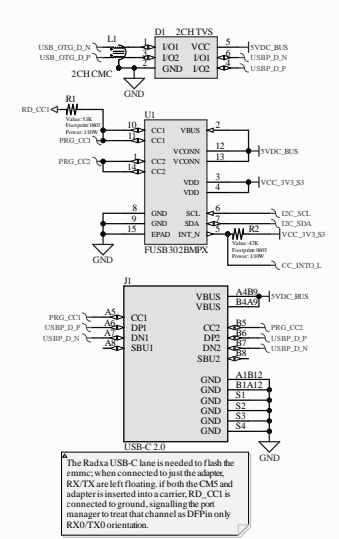 D1 2CH TVS
L1
USB_OTG_D_N 1 I/O1 VCC 5 5VDC_BUS
USB_OTG_D_P 3 I/O2 I/O1 6 USBP_D_N
2 GND I/O2 4 USBP_D_P
2CH CMC
GND
R1
RD_CC1
Value: 5.1K
Footprint: 0603
Power: 1/10W
U1
10 CC1 VBUS 2
PRG_CC1 11 CC1
VCONN 12 5VDC_BUS
PRG_CC2 1 CC2 VCONN 13
14 CC2
VDD 3 VCC_3V3_S3
VDD 4
8 GND SCL 6 I2C_SCL
9 GND SDA 7 I2C_SDA
15 EPAD INT_N 5 R2 VCC_3V3_S3
GND
FUSB302BMPX
Value: 47K
Footprint: 0603
Power: 1/10W
CC_INTO_L
J1
VBUS A4B9 5VDC_BUS
VBUS B4A9
PRG_CC1 A5 CC1
USBP_D_P A6 DP1 CC2 B5 PRG_CC2
USBP_D_N A7 DN1 DP2 B6 USBP_D_P
A8 SBU1 DN2 B7 USBP_D_N
SBU2 B8
GND A1B12
GND B1A12
GND S1
GND S2
GND S3
GND S4
USB-C 2.0
GND
The Radxa USB-C lane is needed to flash the
emmc; when connected to just the adapter,
RX/TX are left floating. if both the CM5 and
adapter is inserted into a carrier, RD_CC1
is connected to ground, signalling the port
manager to treat that channel as DFPin only
RX0/TX0 orientation.